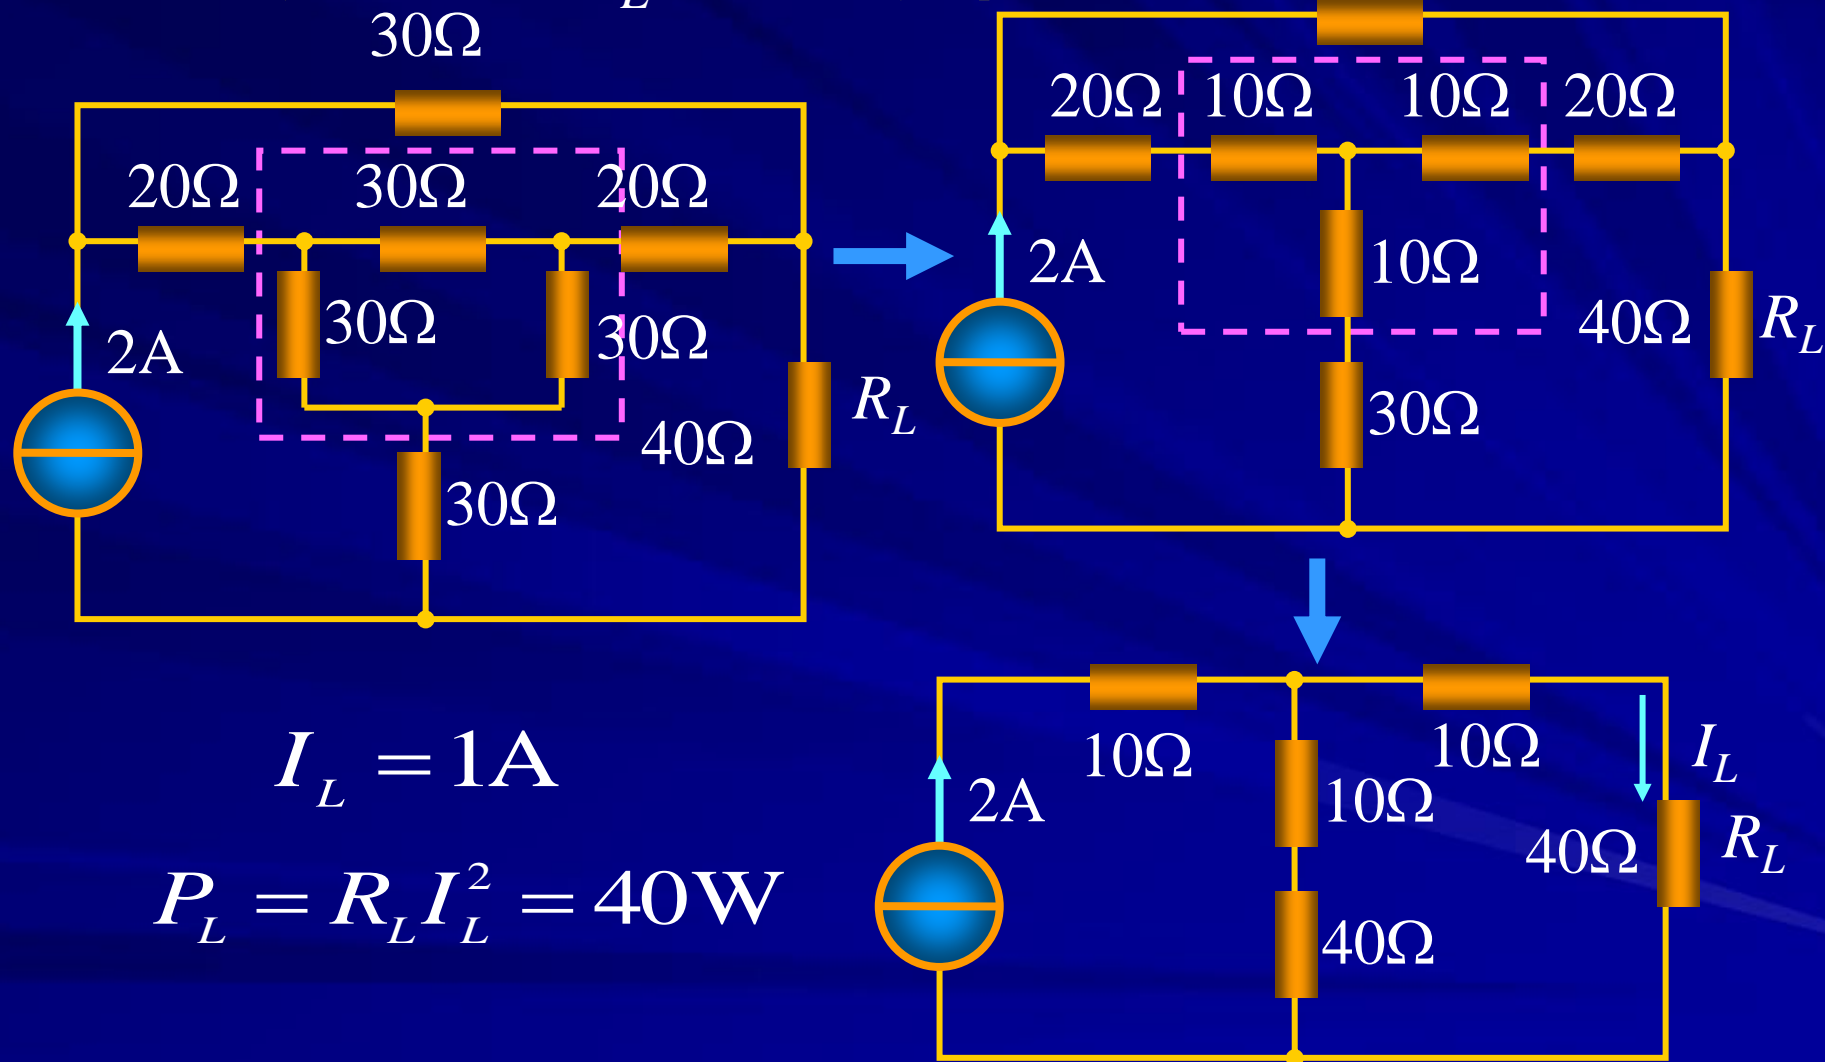 L
30Ω
20Ω 30Ω 20Ω
30Ω 30Ω
2A
R_L
40Ω
30Ω
20Ω 10Ω 10Ω 20Ω
2A 10Ω
40Ω R_L
30Ω
10Ω 10Ω I_L
2A 10Ω
40Ω R_L
40Ω
I_L = 1A
P_L = R_L I_L^2 = 40W